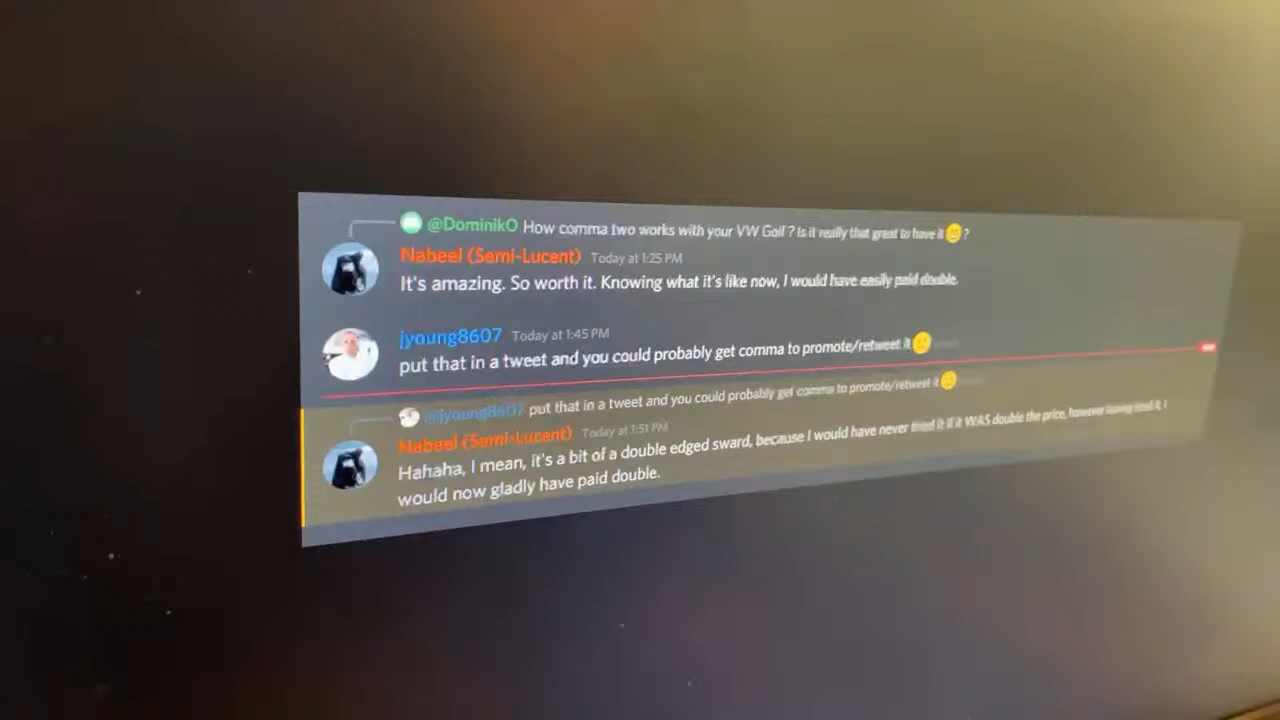 @DominikO How comma two works with your VW Golf ? Is it really that great to have it 🙂 ?
Nabeel (Semi-Lucent) Today at 1:25 PM
It's amazing. So worth it. Knowing what it's like now, I would have easily paid double.
jyoung8607 Today at 1:45 PM
put that in a tweet and you could probably get comma to promote/retweet it 🙂
@jyoung8607 put that in a tweet and you could probably get comma to promote/retweet it 🙂
Nabeel (Semi-Lucent) Today at 1:51 PM
Hahaha, I mean, it's a bit of a double edged sward, because I would have never tried it if it WAS double the price, however having tried it, I
would now gladly have paid double.